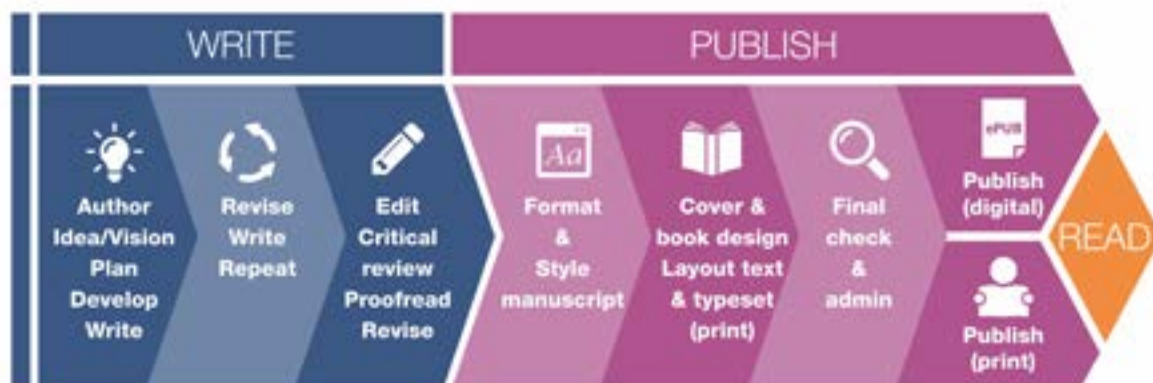 WRITE
PUBLISH
Author
Idea/Vision
Plan
Develop
Write
Revise
Write
Repeat
Edit
Critical
review
Proofread
Revise
Aa
Format
&
Style
manuscript
Cover &
book design
Layout text
& typeset
(print)
Final
check
&
admin
ePUB
Publish
(digital)
Publish
(print)
READ